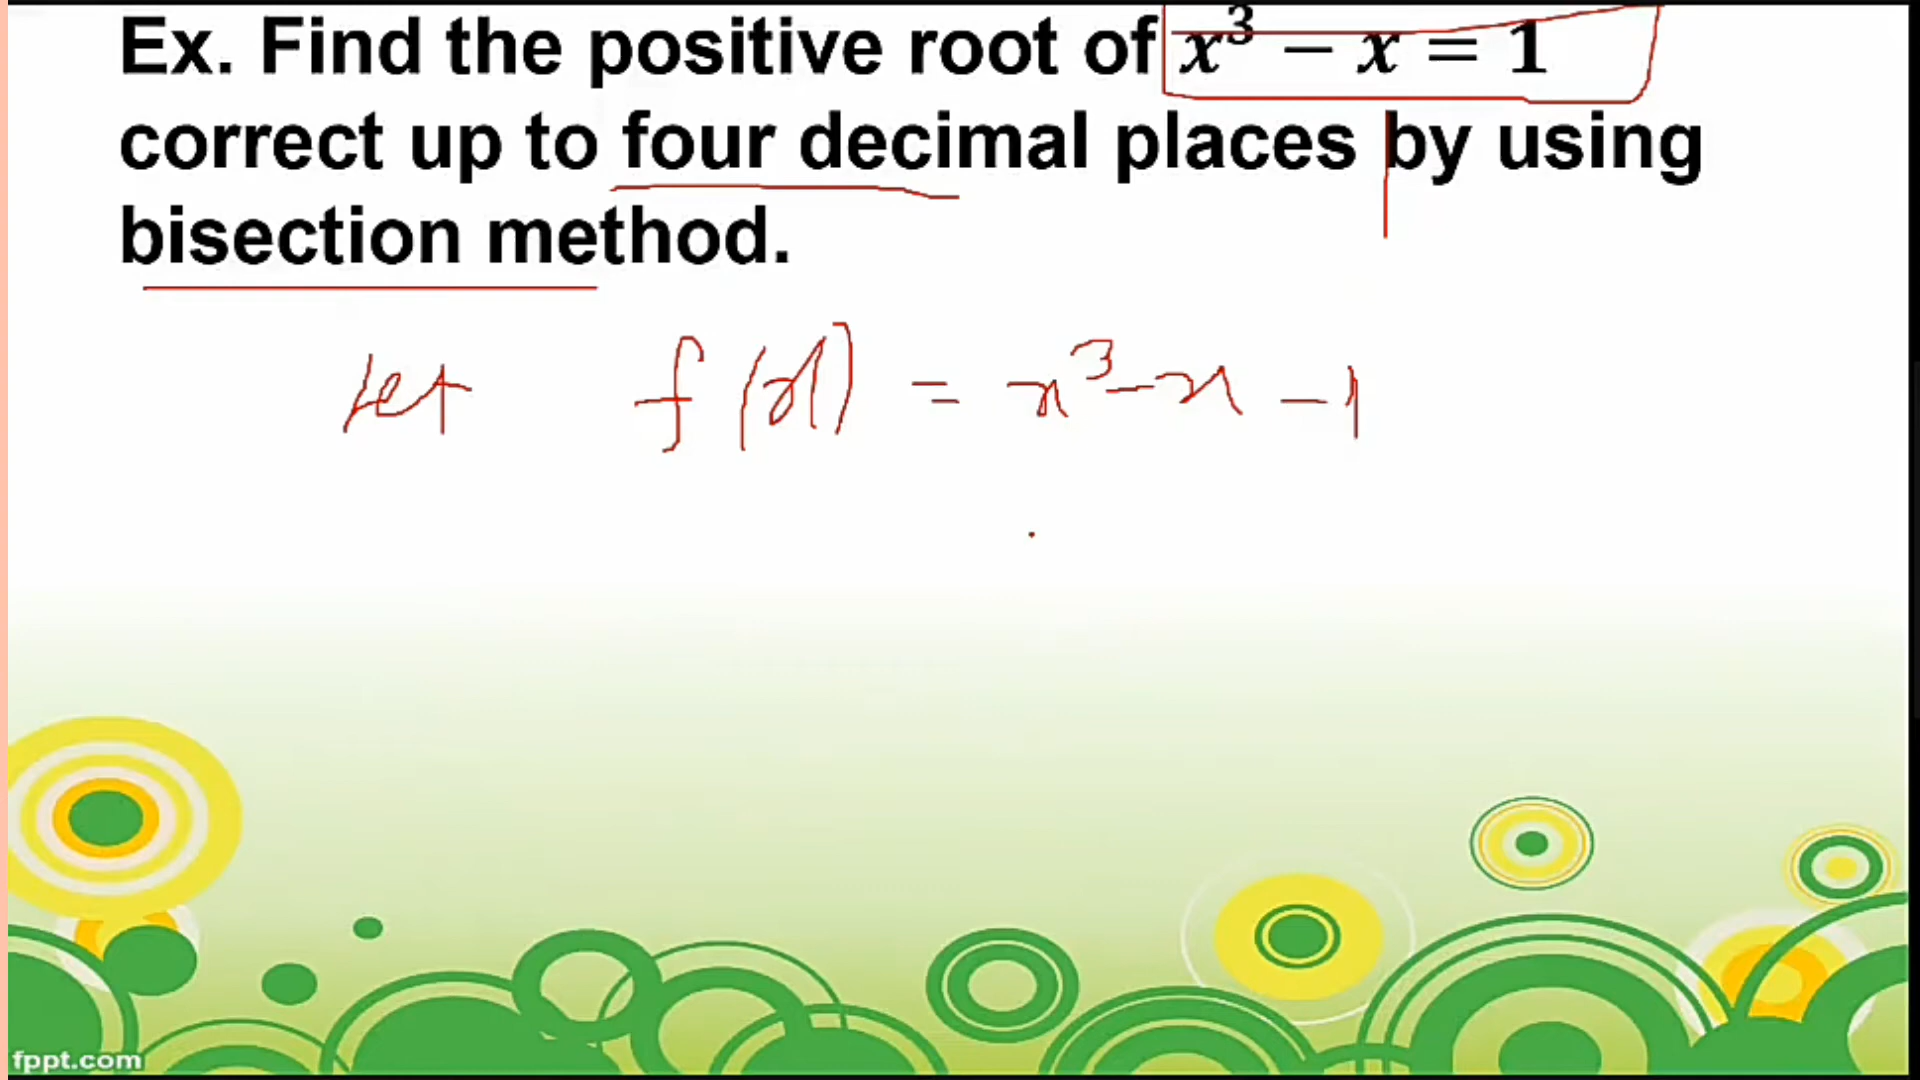 Ex. Find the positive root of x³ − x = 1
correct up to four decimal places by using
bisection method.
Let f(x) = x³ - x - 1
fppt.com